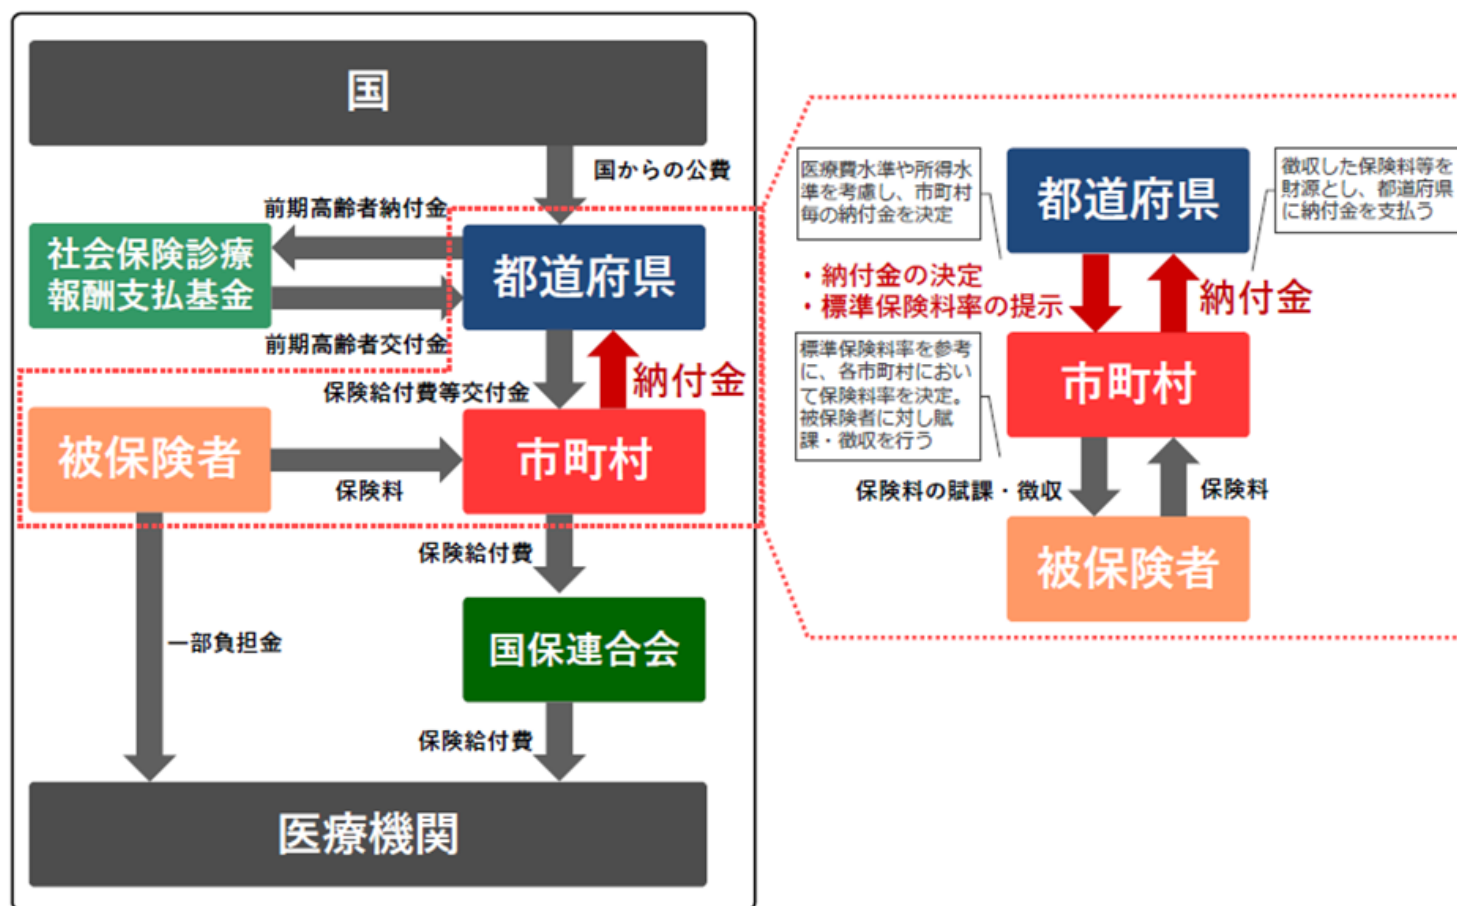 国
国からの公費
前期高齢者納付金
社会保険診療
報酬支払基金
都道府県
前期高齢者交付金
保険給付費等交付金
納付金
被保険者
保険料
市町村
保険給付費
一部負担金
国保連合会
保険給付費
医療機関
医療費水準や所得水
準を考慮し、市町村
毎の納付金を決定
都道府県
徴収した保険料等を
財源とし、都道府県
に納付金を支払う
・納付金の決定
・標準保険料率の提示
納付金
標準保険料率を参考
に、各市町村におい
て保険料率を決定。
被保険者に対し賦
課・徴収を行う
市町村
保険料の賦課・徴収
保険料
被保険者